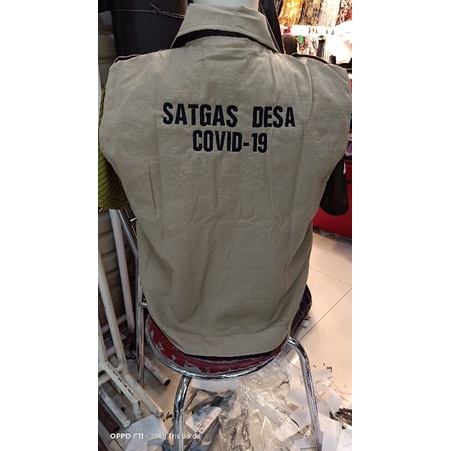 SATGAS DESA
COVID-19
OPPO F11